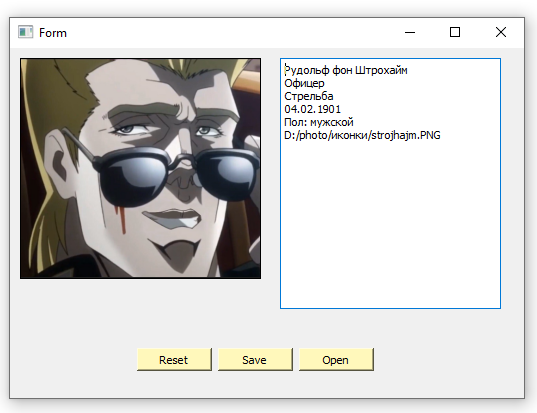 Form
Рудольф фон Штрохайм
Офицер
Стрельба
04.02.1901
Пол: мужской
D:/photo/иконки/strojhajm.PNG
Reset
Save
Open